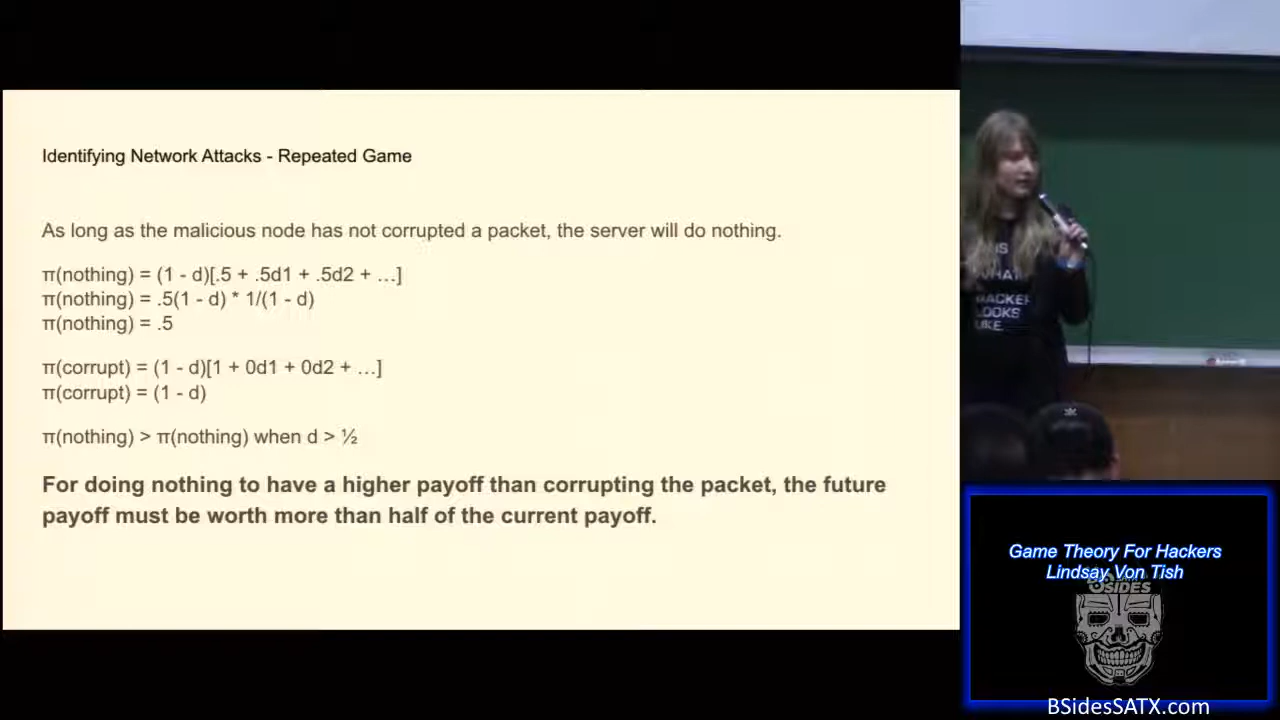 Identifying Network Attacks - Repeated Game
As long as the malicious node has not corrupted a packet, the server will do nothing.
π(nothing) = (1 - d)[.5 + .5d1 + .5d2 + …]
π(nothing) = .5(1 - d) * 1/(1 - d)
π(nothing) = .5
π(corrupt) = (1 - d)[1 + 0d1 + 0d2 + …]
π(corrupt) = (1 - d)
π(nothing) > π(nothing) when d > ½
For doing nothing to have a higher payoff than corrupting the packet, the future
payoff must be worth more than half of the current payoff.
HACKER
LOOKS
LIKE
Game Theory For Hackers
Lindsay Von Tish
BSIDES
BSidesSATX.com